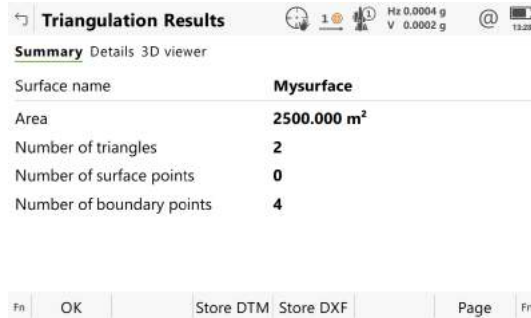 Triangulation Results
1
1
Hz 0.0004 g
V 0.0002 g
@
13:28
Summary Details 3D viewer
Surface name Mysurface
Area 2500.000 m²
Number of triangles 2
Number of surface points 0
Number of boundary points 4
Fn OK Store DTM Store DXF Page Fn